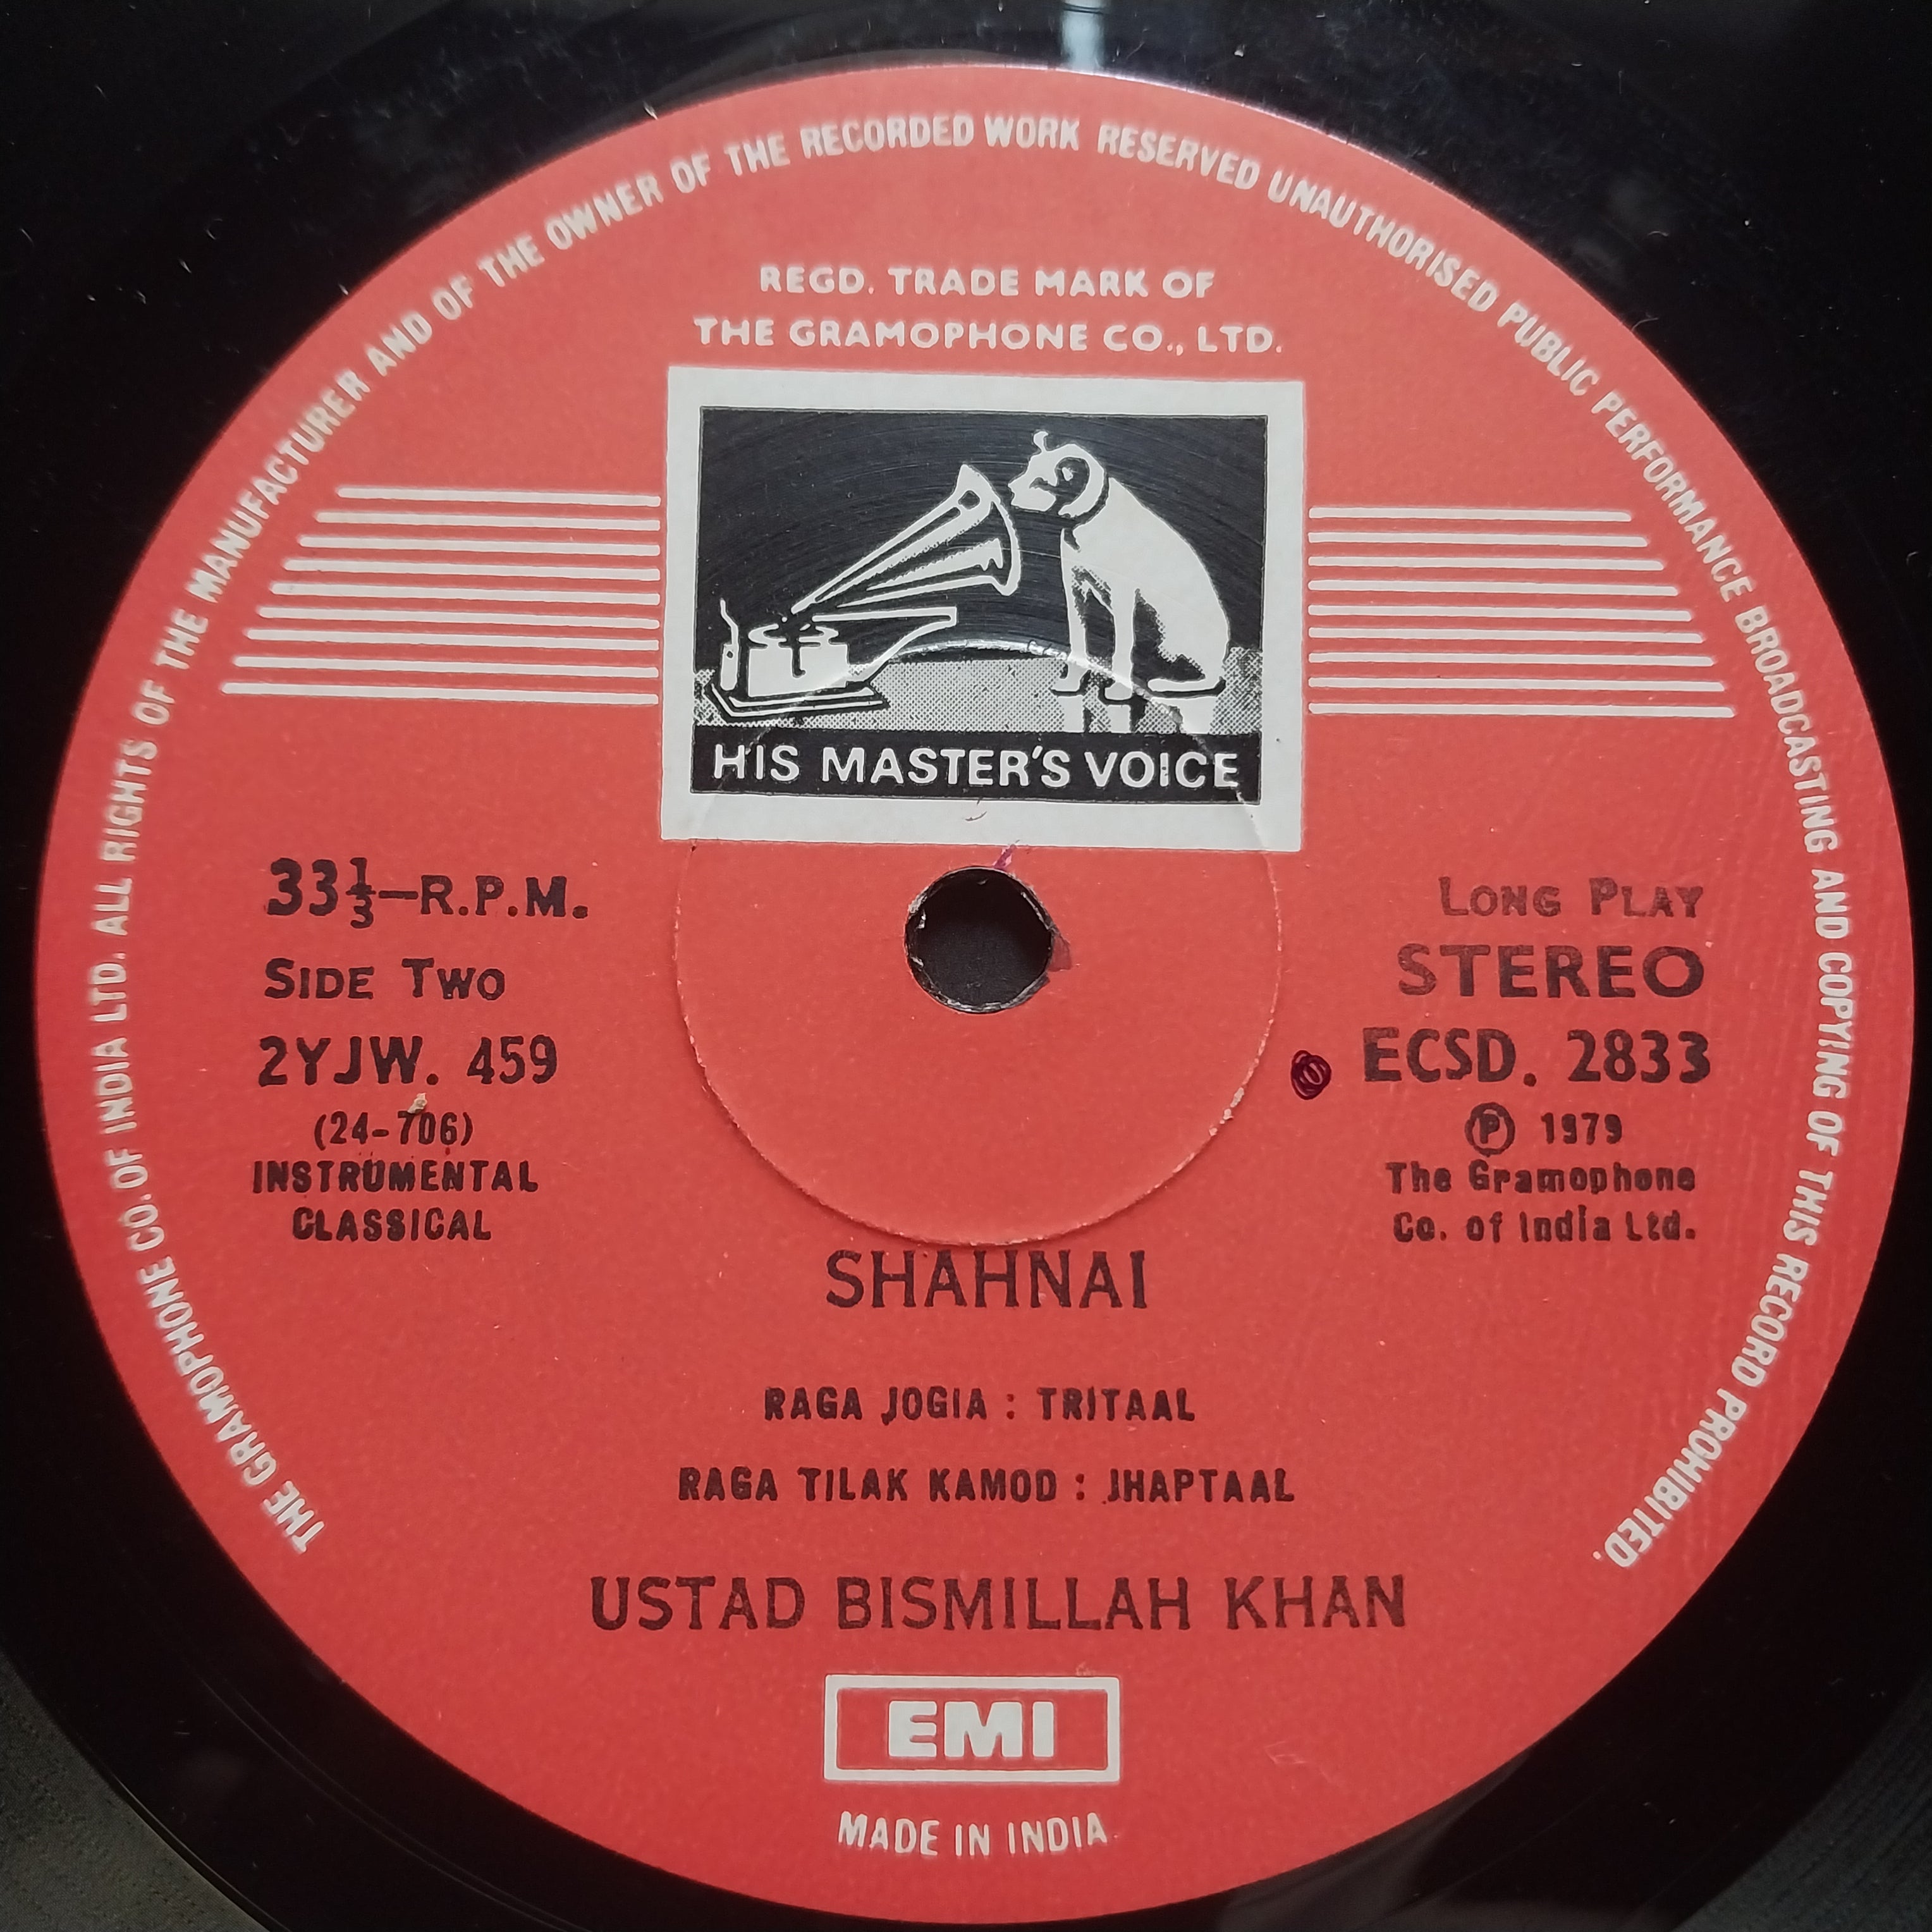 THE GRAMOPHONE CO. OF INDIA LTD. ALL RIGHTS OF THE MANUFACTURER AND OF THE OWNER OF THE RECORDED WORK RESERVED UNAUTHORISED PUBLIC PERFORMANCE BROADCASTING AND COPYING OF THIS RECORD PROHIBITED.
REGD. TRADE MARK OF
THE GRAMOPHONE CO., LTD.
HIS MASTER'S VOICE
33⅓–R.P.M.
SIDE TWO
2YJW. 459
(24-706)
INSTRUMENTAL
CLASSICAL
LONG PLAY
STEREO
ECSD. 2833
Ⓟ 1979
The Gramophone
Co. of India Ltd.
SHAHNAI
RAGA JOGIA : TRITAAL
RAGA TILAK KAMOD : JHAPTAAL
USTAD BISMILLAH KHAN
EMI
MADE IN INDIA